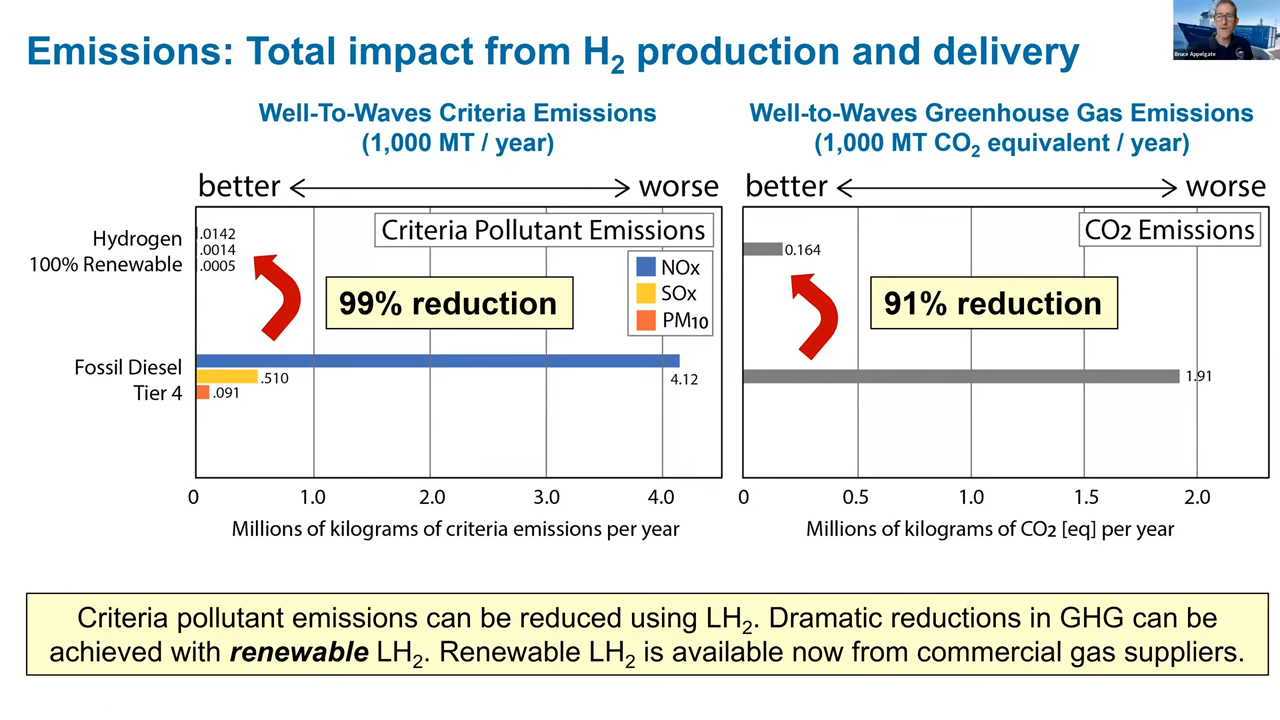 Emissions: Total impact from H₂ production and delivery
Bruce Appelgate
Well-To-Waves Criteria Emissions
(1,000 MT / year)
better
worse
Criteria Pollutant Emissions
Hydrogen
100% Renewable
.0142
.0014
.0005
NOx
SOx
PM10
99% reduction
Fossil Diesel
Tier 4
4.12
.510
.091
0
1.0
2.0
3.0
4.0
Millions of kilograms of criteria emissions per year
Well-to-Waves Greenhouse Gas Emissions
(1,000 MT CO₂ equivalent / year)
better
worse
CO2 Emissions
0.164
91% reduction
1.91
0
0.5
1.0
1.5
2.0
Millions of kilograms of CO2 [eq] per year
Criteria pollutant emissions can be reduced using LH₂. Dramatic reductions in GHG can be
achieved with renewable LH₂. Renewable LH₂ is available now from commercial gas suppliers.